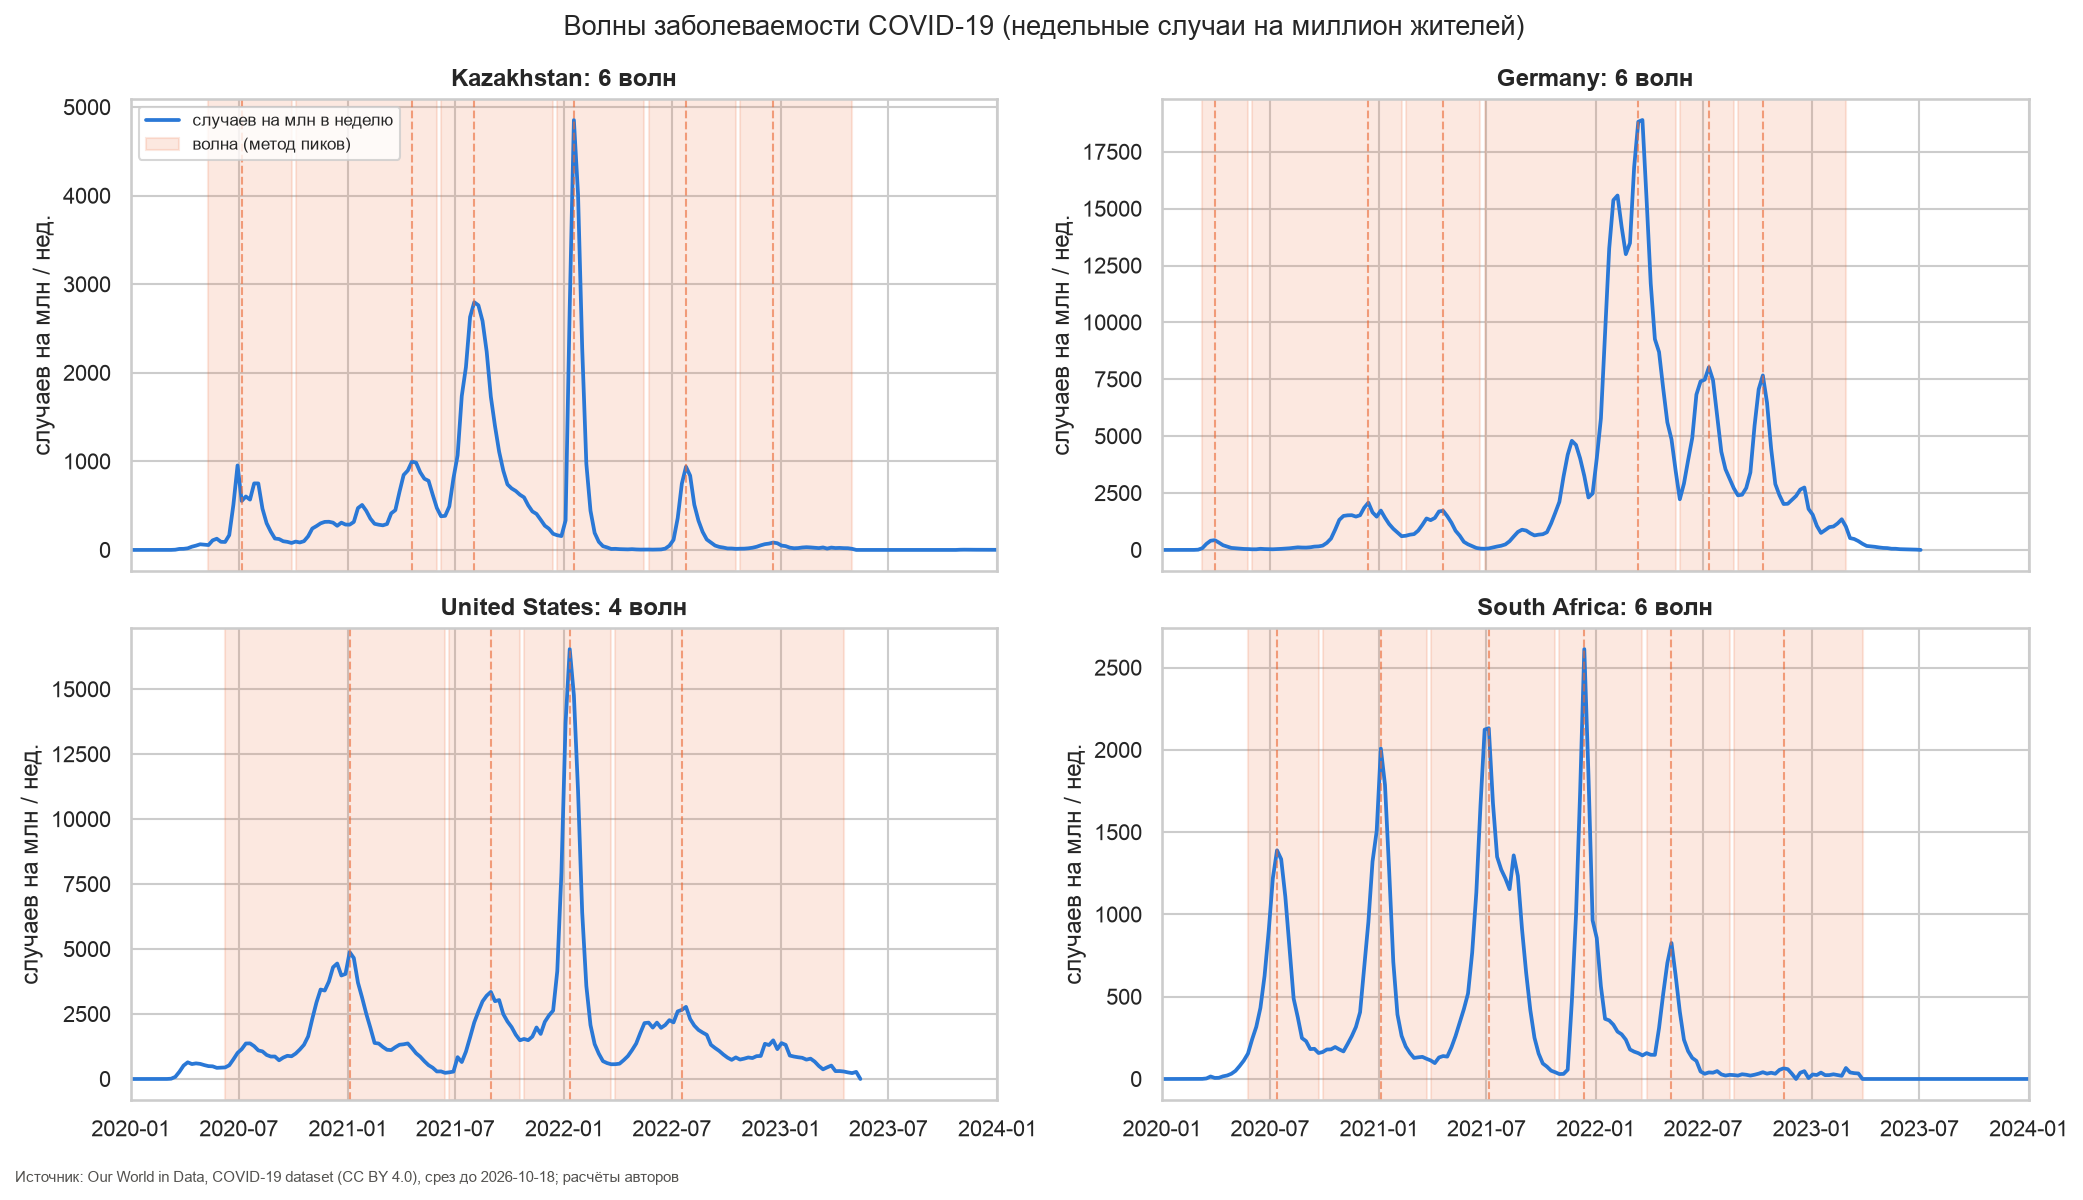 Волны заболеваемости COVID-19 (недельные случаи на миллион жителей)
Kazakhstan: 6 волн
случаев на млн / нед.
5000
4000
3000
2000
1000
0
случаев на млн в неделю
волна (метод пиков)
Germany: 6 волн
случаев на млн / нед.
17500
15000
12500
10000
7500
5000
2500
0
United States: 4 волн
случаев на млн / нед.
15000
12500
10000
7500
5000
2500
0
2020-01 2020-07 2021-01 2021-07 2022-01 2022-07 2023-01 2023-07 2024-01
South Africa: 6 волн
случаев на млн / нед.
2500
2000
1500
1000
500
0
2020-01 2020-07 2021-01 2021-07 2022-01 2022-07 2023-01 2023-07 2024-01
Источник: Our World in Data, COVID-19 dataset (CC BY 4.0), срез до 2026-10-18; расчёты авторов